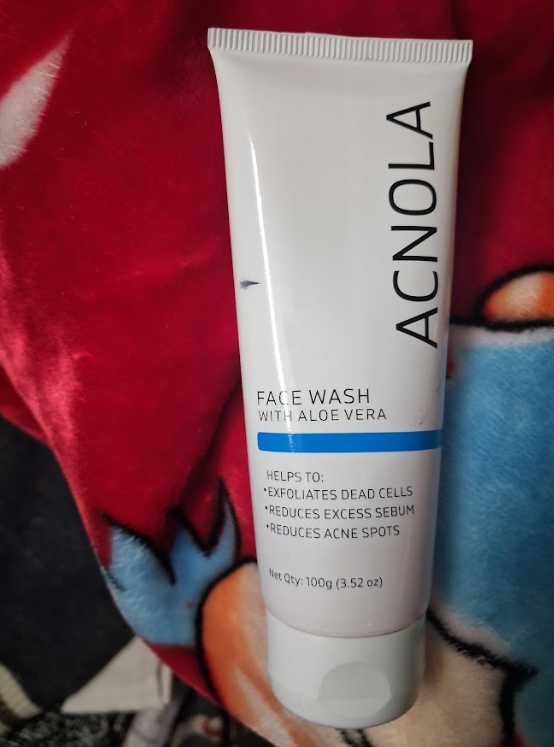 ACNOLA
FACE WASH
WITH ALOE VERA
HELPS TO:
•EXFOLIATES DEAD CELLS
•REDUCES EXCESS SEBUM
•REDUCES ACNE SPOTS
Net Qty: 100g (3.52 oz)